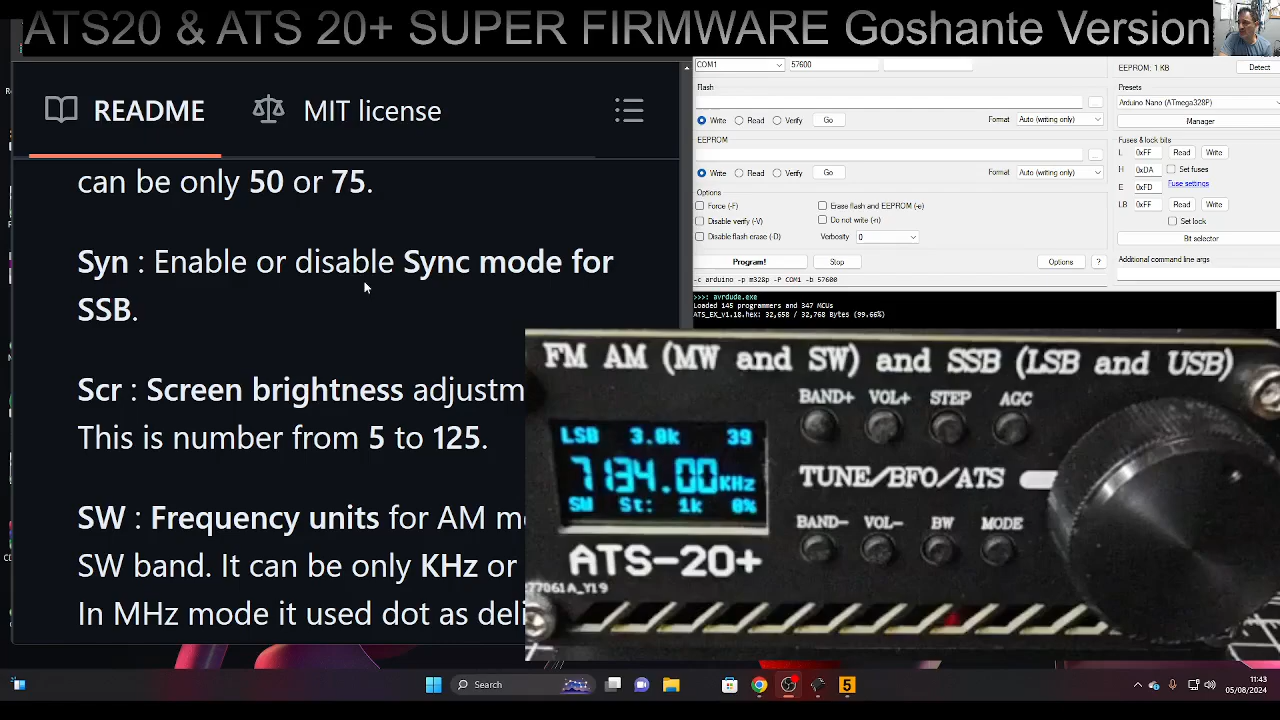 ATS20 & ATS 20+ SUPER FIRMWARE Goshante Version
README
MIT license
can be only 50 or 75.
Syn : Enable or disable Sync mode for
SSB.
Scr : Screen brightness adjustm
This is number from 5 to 125.
SW : Frequency units for AM mo
SW band. It can be only KHz or
In MHz mode it used dot as deli
COM1
57600
Flash
...
Write
Read
Verify
Go
Format
Auto (writing only)
EEPROM
...
Write
Read
Verify
Go
Format
Auto (writing only)
Options
Force (-F)
Erase flash and EEPROM (-e)
Disable verify (-V)
Do not write (-n)
Disable flash erase (-D)
Verbosity
0
Program!
Stop
Options
?
-c arduino -p m328p -P COM1 -b 57600
EEPROM: 1 KB
Detect
Presets
Arduino Nano (ATmega328P)
Manager
Fuses & lock bits
L
0xFF
Read
Write
H
0xDA
Set fuses
E
0xFD
Fuse settings
LB
0xFF
Read
Write
Set lock
Bit selector
Additional command line args
>>>: avrdude.exe
Loaded 145 programmers and 347 MCUs
ATS_EX_v1.18.hex: 32,658 / 32,768 Bytes (99.66%)
FM AM (MW and SW) and SSB (LSB and USB)
BAND+
VOL+
STEP
AGC
LSB 3.0k 39
7134.00KHz
SW St: 1k 0%
TUNE/BFO/ATS
BAND-
VOL-
BW
MODE
ATS-20+
277061A_Y19
Search
5
11:43
05/08/2024